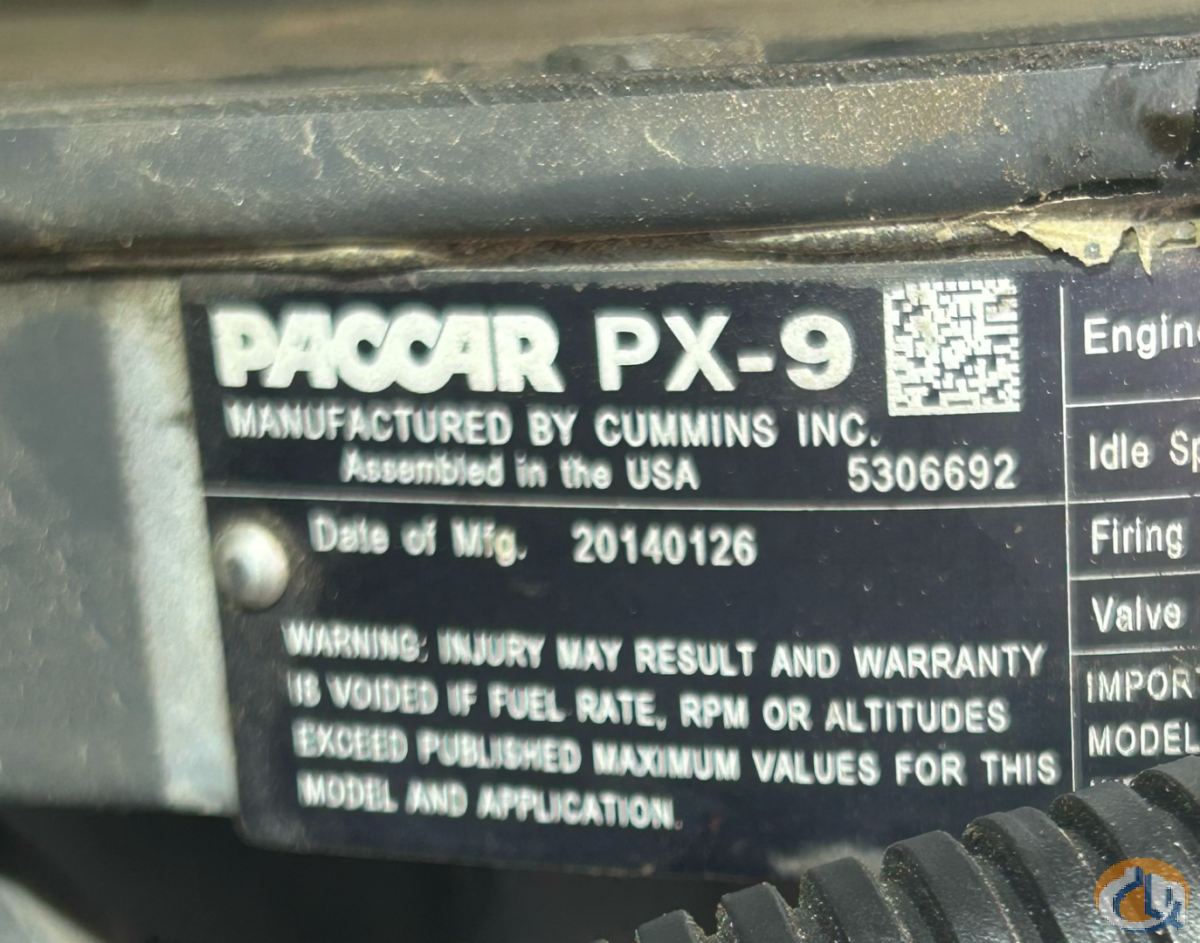 PACCAR PX-9
MANUFACTURED BY CUMMINS INC.
Assembled in the USA 5306692
Date of Mfg. 20140126
WARNING: INJURY MAY RESULT AND WARRANTY
IS VOIDED IF FUEL RATE, RPM OR ALTITUDES
EXCEED PUBLISHED MAXIMUM VALUES FOR THIS
MODEL AND APPLICATION.
Engin
Idle Sp
Firing
Valve
IMPOR
MODEL